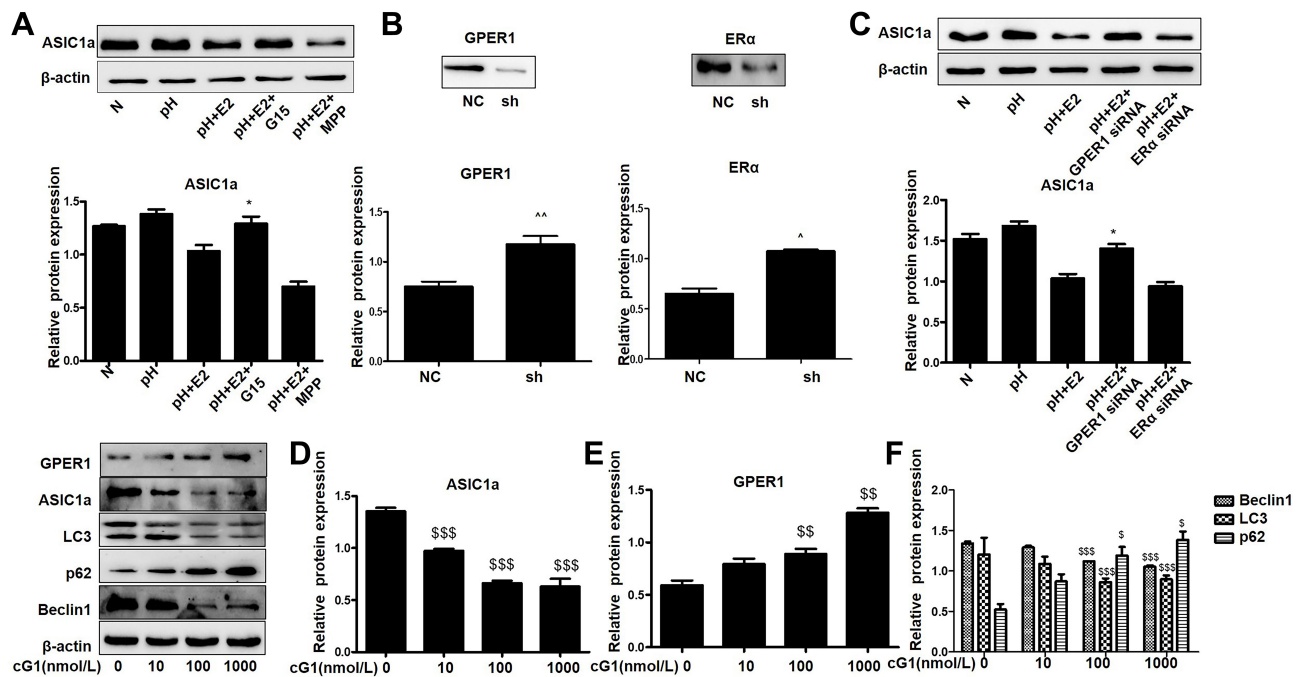 A
ASIC1a
β-actin
N
pH
pH+E2
pH+E2+
G15
pH+E2+
MPP
ASIC1a
Relative protein expression
1.5
1.0
0.5
0.0
*
N
pH
pH+E2
pH+E2+
G15
pH+E2+
MPP
B
GPER1
NC sh
ERα
NC sh
GPER1
Relative protein expression
1.5
1.0
0.5
0.0
^^
NC
sh
ERα
Relative protein expression
1.5
1.0
0.5
0.0
^
NC
sh
C
ASIC1a
β-actin
N
pH
pH+E2
pH+E2+
GPER1 siRNA
pH+E2+
ERα siRNA
ASIC1a
Relative protein expression
2.0
1.5
1.0
0.5
0.0
*
N
pH
pH+E2
pH+E2+
GPER1 siRNA
pH+E2+
ERα siRNA
GPER1
ASIC1a
LC3
p62
Beclin1
β-actin
cG1(nmol/L) 0 10 100 1000
D
ASIC1a
Relative protein expression
1.5
1.0
0.5
0.0
$$$
$$$
$$$
cG1(nmol/L) 0 10 100 1000
E
GPER1
Relative protein expression
1.5
1.0
0.5
0.0
$$
$$
cG1(nmol/L) 0 10 100 1000
F
Relative protein expression
2.0
1.5
1.0
0.5
0.0
$$$
$$$
$
$$$
$$$
$
cG1(nmol/L) 0 10 100 1000
Beclin1
LC3
p62